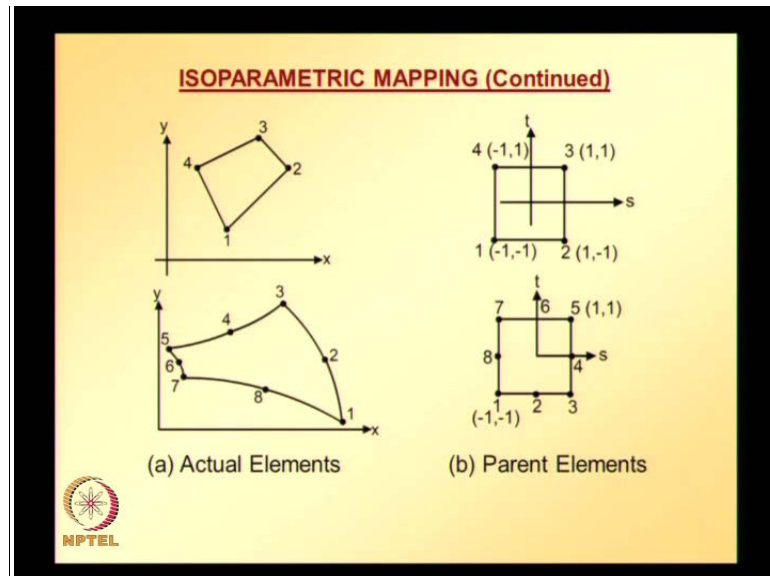 ISOPARAMETRIC MAPPING (Continued)
y
3
4
2
1
x
t
4 (-1,1) 3 (1,1)
s
1 (-1,-1) 2 (1,-1)
y
3
4
5
6
2
7
8
1
x
t
7 6 5 (1,1)
8 s
4
1 2 3
(-1,-1)
(a) Actual Elements (b) Parent Elements
NPTEL